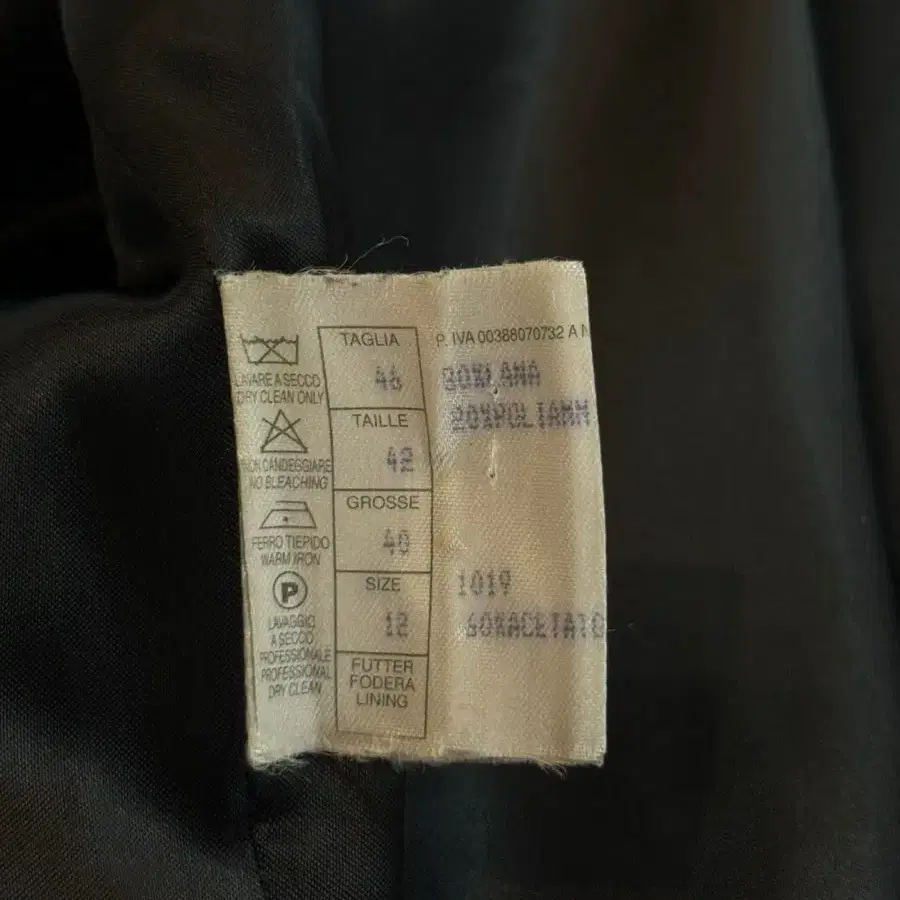 LAVARE A SECCO
DRY CLEAN ONLY
NON CANDEGGIARE
NO BLEACHING
FERRO TIEPIDO
WARM IRON
P
LAVAGGIO
A SECCO
PROFESSIONALE
PROFESSIONAL
DRY CLEAN
TAGLIA
46
TAILLE
42
GROSSE
40
SIZE
12
FUTTER
FODERA
LINING
P. IVA 00388070732 A N
80%LANA
20%POLIAMM
1019
60%ACETATO